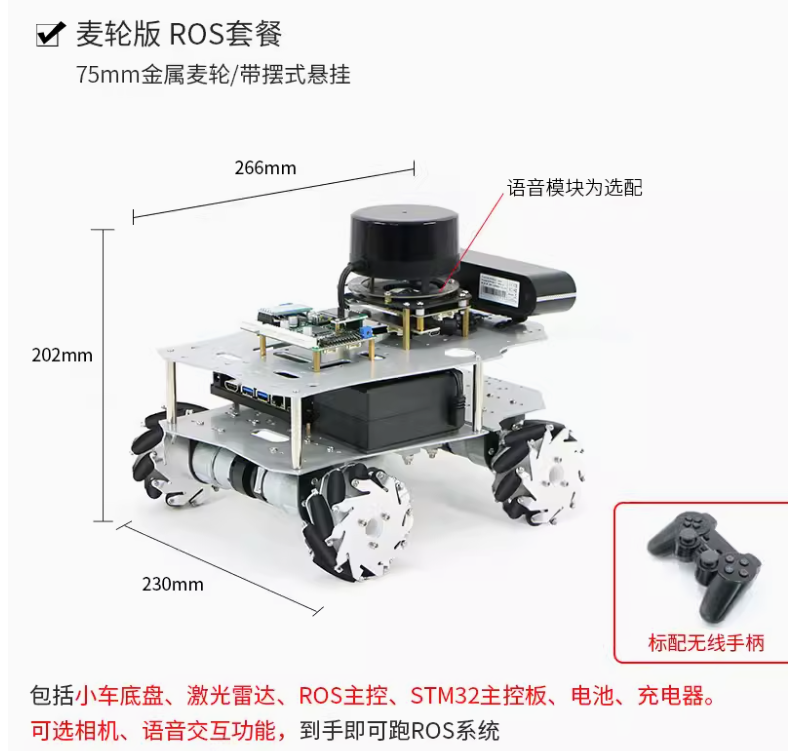 麦轮版 ROS套餐
75mm金属麦轮/带摆式悬挂
266mm
语音模块为选配
202mm
230mm
标配无线手柄
包括小车底盘、激光雷达、ROS主控、STM32主控板、电池、充电器。
可选相机、语音交互功能，到手即可跑ROS系统